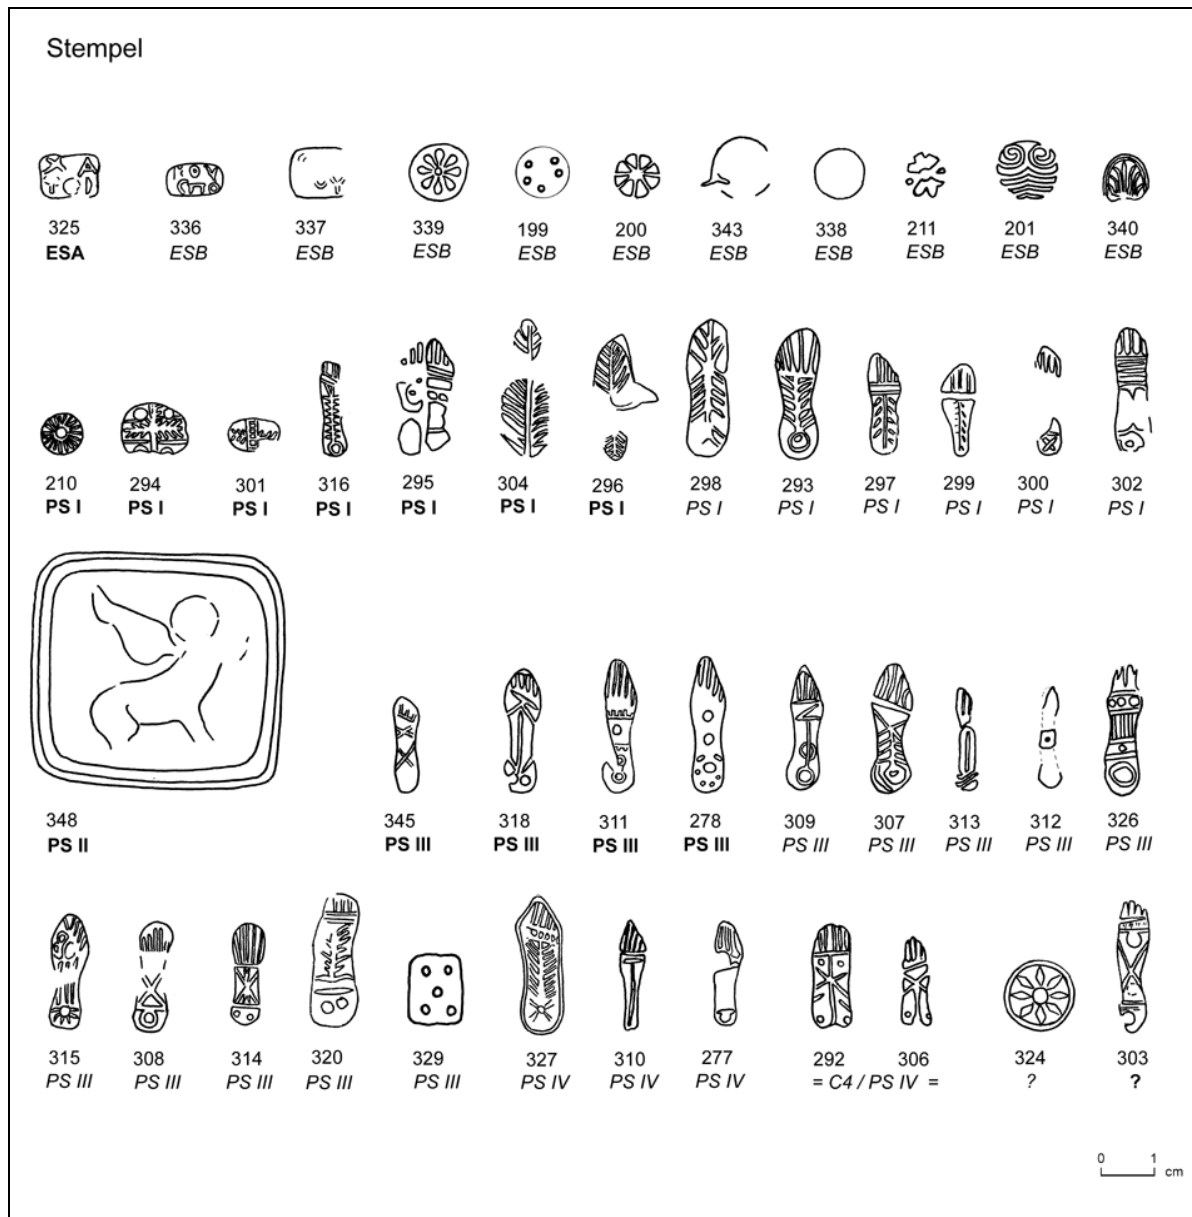 Stempel
325 336 337 339 199 200 343 338 211 201 340
ESA ESB ESB ESB ESB ESB ESB ESB ESB ESB ESB
210 294 301 316 295 304 296 298 293 297 299 300 302
PS I PS I PS I PS I PS I PS I PS I PS I PS I PS I PS I PS I PS I
348 345 318 311 278 309 307 313 312 326
PS II PS III PS III PS III PS III PS III PS III PS III PS III PS III
315 308 314 320 329 327 310 277 292 306 324 303
PS III PS III PS III PS III PS III PS IV PS IV PS IV = C4 / PS IV = ? ?
0 1
cm